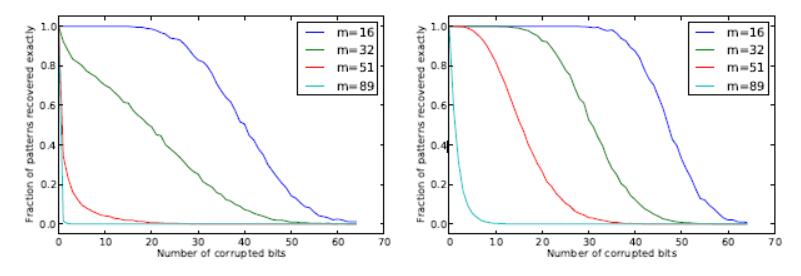 Fraction of patterns recovered exactly
1.0
0.8
0.6
0.4
0.2
0.0
0 10 20 30 40 50 60 70
Number of corrupted bits
m=16
m=32
m=51
m=89
Fraction of patterns recovered exactly
1.0
0.8
0.6
0.4
0.2
0.0
0 10 20 30 40 50 60 70
Number of corrupted bits
m=16
m=32
m=51
m=89